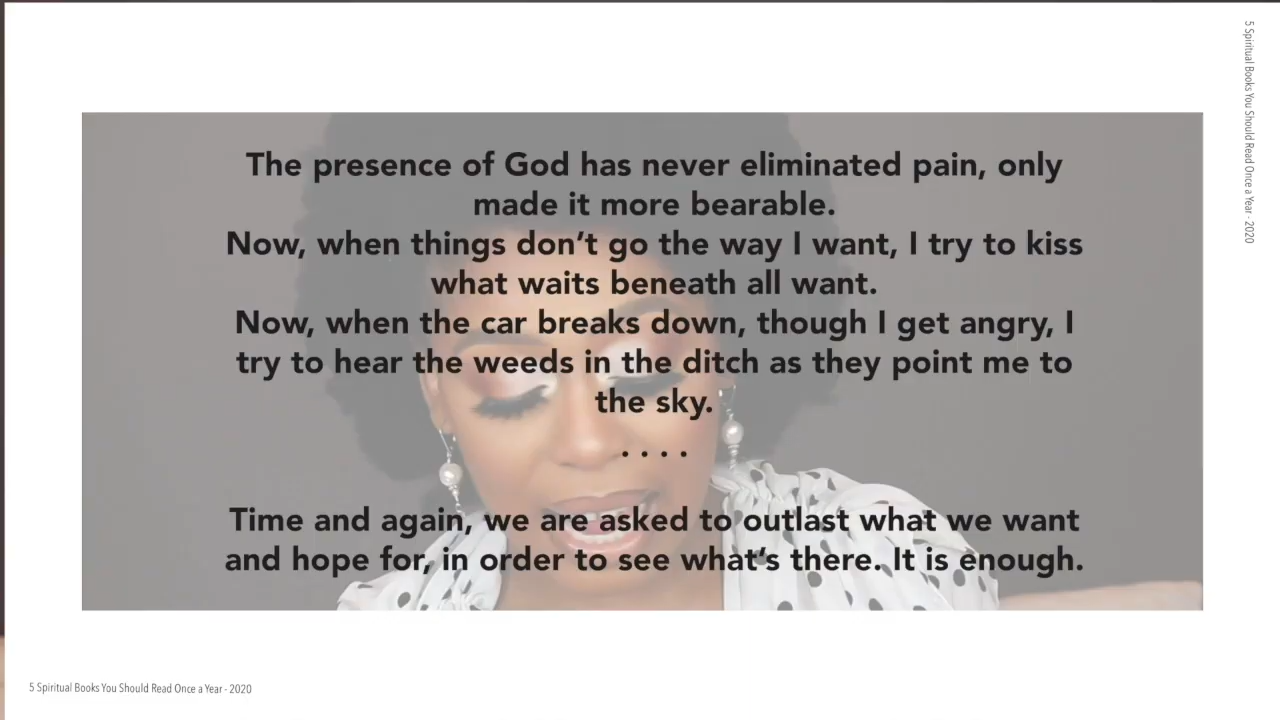 5 Spiritual Books You Should Read Once a Year - 2020
The presence of God has never eliminated pain, only
made it more bearable.
Now, when things don’t go the way I want, I try to kiss
what waits beneath all want.
Now, when the car breaks down, though I get angry, I
try to hear the weeds in the ditch as they point me to
the sky.
. . . .
Time and again, we are asked to outlast what we want
and hope for, in order to see what’s there. It is enough.
5 Spiritual Books You Should Read Once a Year - 2020